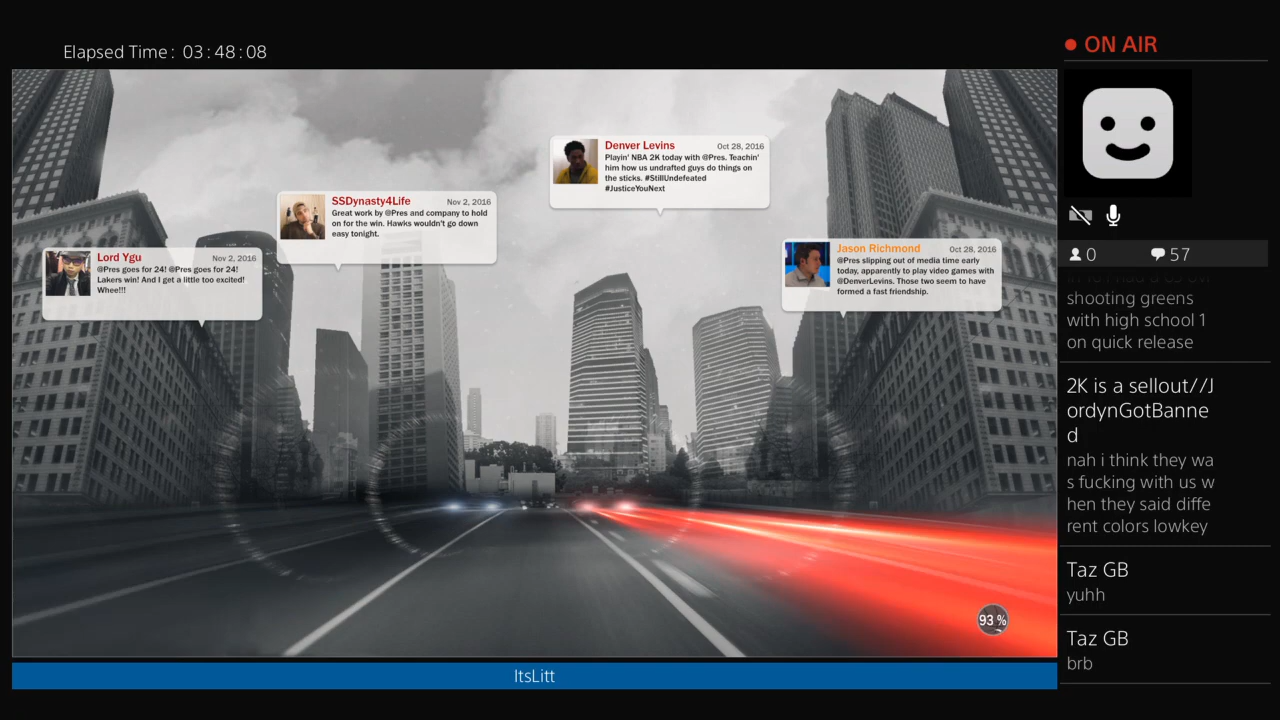 Elapsed Time: 03:48:08
ON AIR
Denver Levins Oct 28, 2016
Playin' NBA 2K today with @Pres. Teachin'
him how us undrafted guys do things on
the sticks. #StillUndefeated
#JusticeYouNext
SSDynasty4Life Nov 2, 2016
Great work by @Pres and company to hold
on for the win. Hawks wouldn't go down
easy tonight.
Lord Ygu Nov 2, 2016
@Pres goes for 24! @Pres goes for 24!
Lakers win! And I get a little too excited!
Whee!!!
Jason Richmond Oct 28, 2016
@Pres slipping out of media time early
today, apparently to play video games with
@DenverLevins. Those two seem to have
formed a fast friendship.
93 %
ItsLitt
0 57
shooting greens
with high school 1
on quick release
2K is a sellout//J
ordynGotBanne
d
nah i think they wa
s fucking with us w
hen they said diffe
rent colors lowkey
Taz GB
yuhh
Taz GB
brb